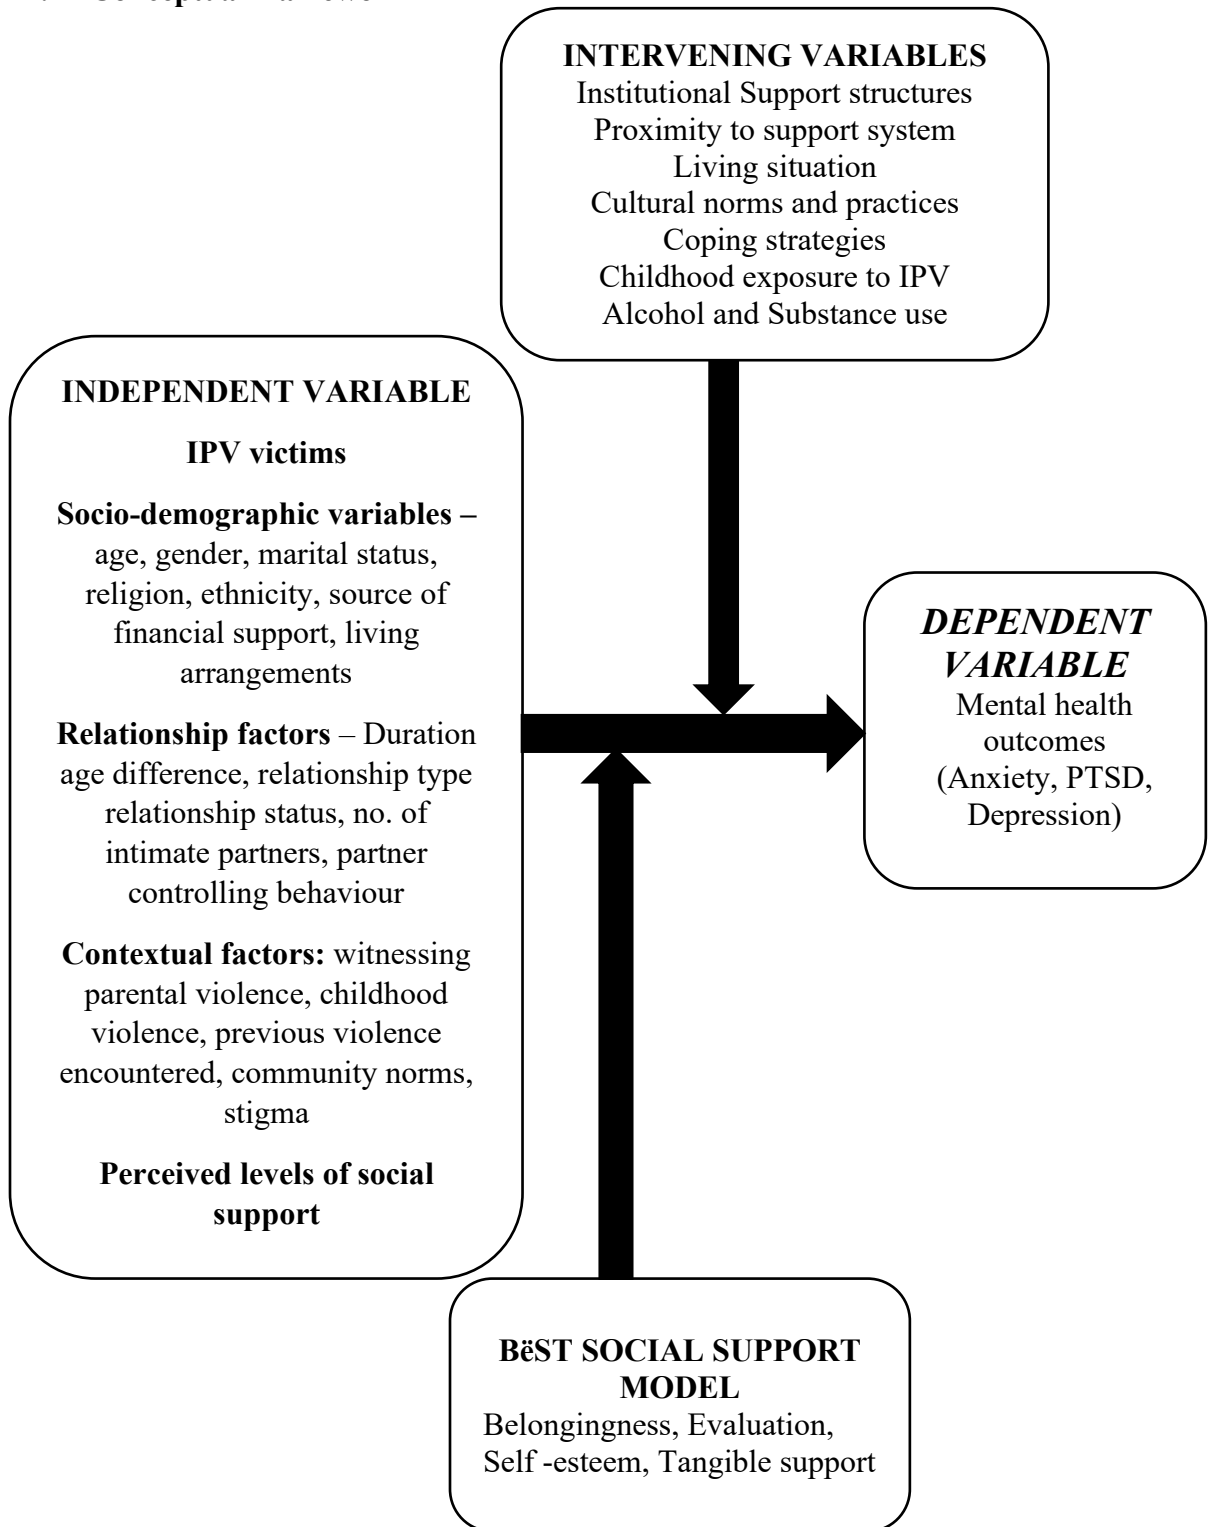 INTERVENING VARIABLES
Institutional Support structures
Proximity to support system
Living situation
Cultural norms and practices
Coping strategies
Childhood exposure to IPV
Alcohol and Substance use
INDEPENDENT VARIABLE
IPV victims
Socio-demographic variables –
age, gender, marital status,
religion, ethnicity, source of
financial support, living
arrangements
Relationship factors – Duration
age difference, relationship type
relationship status, no. of
intimate partners, partner
controlling behaviour
Contextual factors: witnessing
parental violence, childhood
violence, previous violence
encountered, community norms,
stigma
Perceived levels of social
support
DEPENDENT
VARIABLE
Mental health
outcomes
(Anxiety, PTSD,
Depression)
BëST SOCIAL SUPPORT
MODEL
Belongingness, Evaluation,
Self -esteem, Tangible support